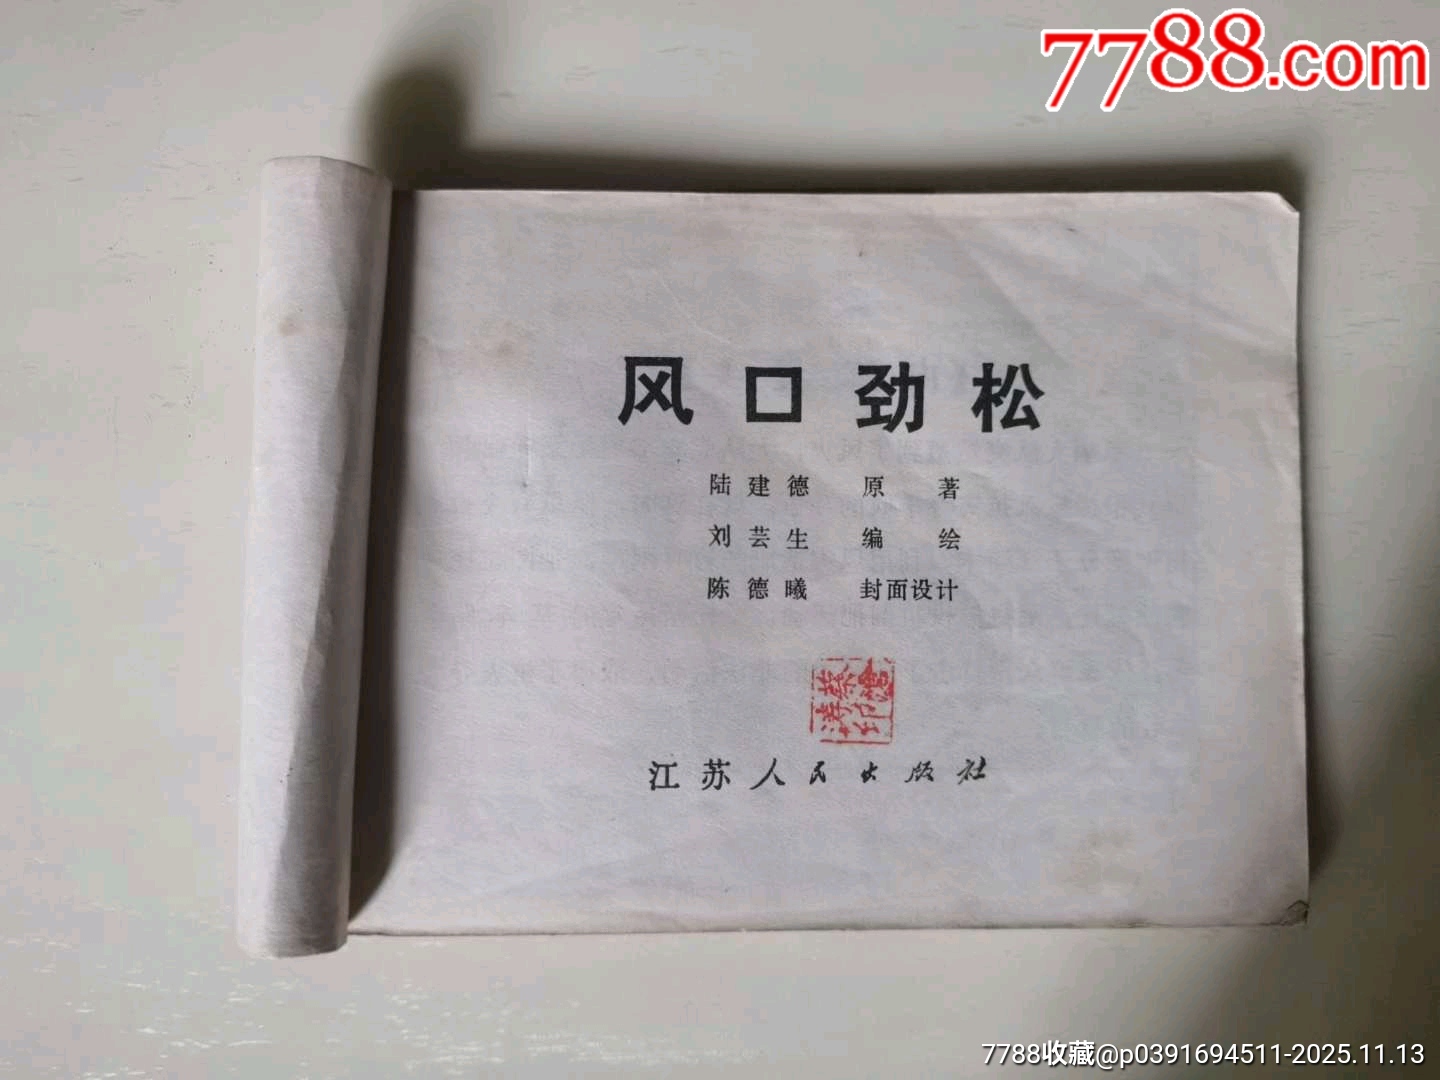 7788.com
风口劲松
陆建德 原著
刘芸生 编绘
陈德曦 封面设计
江苏人民出版社
7788收藏@p0391694511-2025.11.13